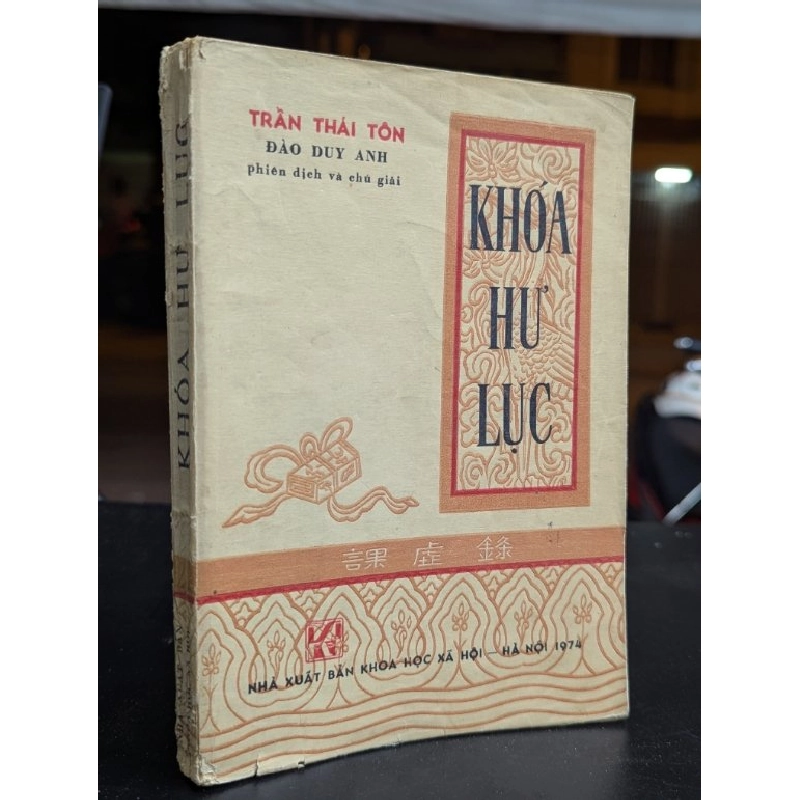 TRẦN THÁI TÔN
ĐÀO DUY ANH
phiên dịch và chú giải
KHÓA
HƯ
LỤC
課虛錄
NHÀ XUẤT BẢN KHOA HỌC XÃ HỘI — HÀ NỘI 1974
KHÓA HƯ LỤC